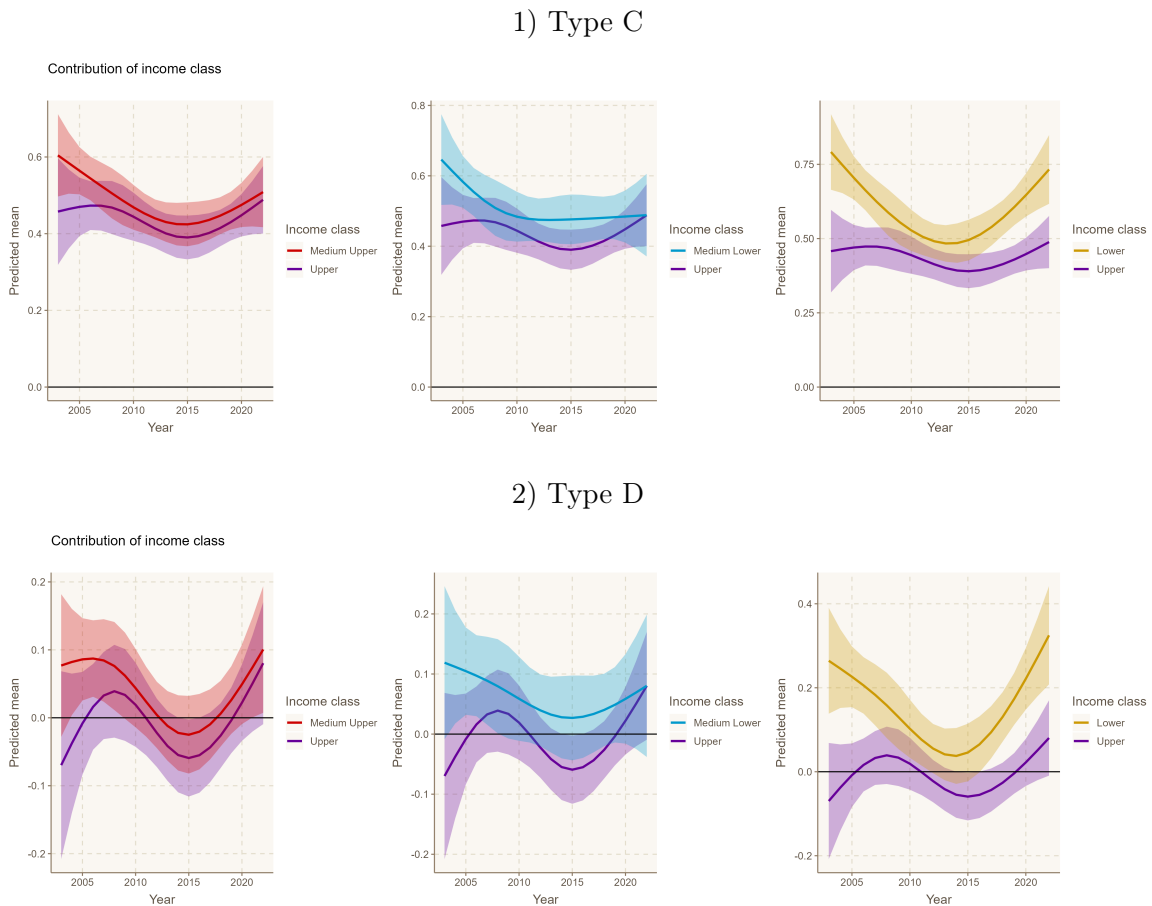 1) Type C
Contribution of income class
Predicted mean
0.6
0.4
0.2
0.0
2005 2010 2015 2020
Year
Income class
Medium Upper
Upper
Predicted mean
0.8
0.6
0.4
0.2
0.0
2005 2010 2015 2020
Year
Income class
Medium Lower
Upper
Predicted mean
0.75
0.50
0.25
0.00
2005 2010 2015 2020
Year
Income class
Lower
Upper
2) Type D
Contribution of income class
Predicted mean
0.2
0.1
0.0
-0.1
-0.2
2005 2010 2015 2020
Year
Income class
Medium Upper
Upper
Predicted mean
0.2
0.1
0.0
-0.1
-0.2
2005 2010 2015 2020
Year
Income class
Medium Lower
Upper
Predicted mean
0.4
0.2
0.0
-0.2
2005 2010 2015 2020
Year
Income class
Lower
Upper